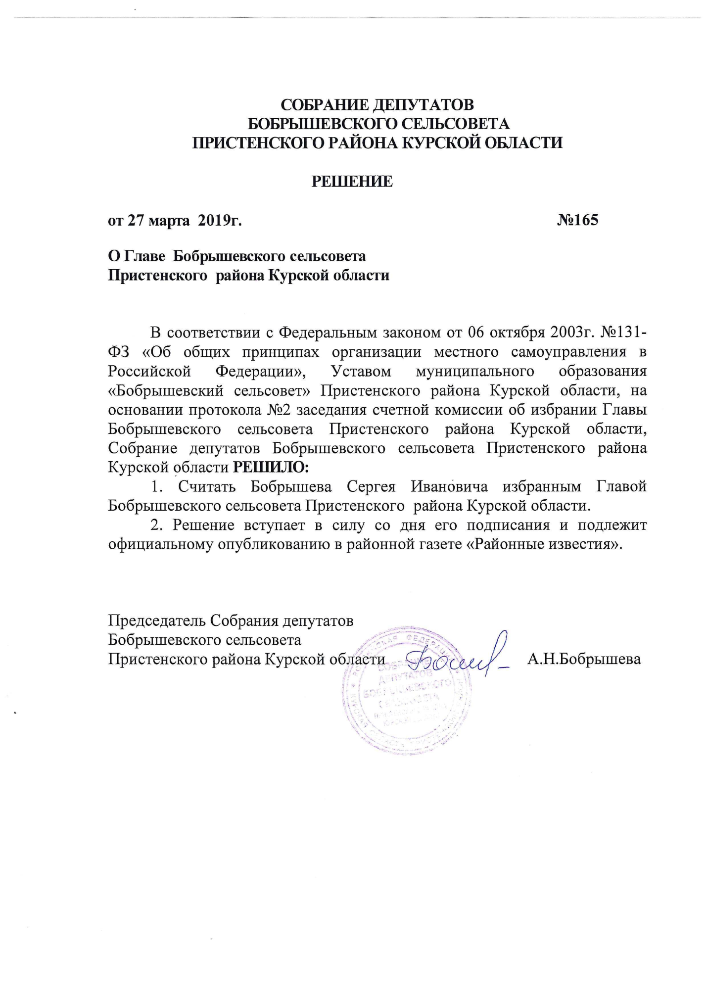 СОБРАНИЕ ДЕПУТАТОВ
БОБРЫШЕВСКОГО СЕЛЬСОВЕТА
ПРИСТЕНСКОГО РАЙОНА КУРСКОЙ ОБЛАСТИ
РЕШЕНИЕ
от 27 марта 2019г. №165
О Главе Бобрышевского сельсовета
Пристенского района Курской области
В соответствии с Федеральным законом от 06 октября 2003г. №131-
ФЗ «Об общих принципах организации местного самоуправления в
Российской Федерации», Уставом муниципального образования
«Бобрышевский сельсовет» Пристенского района Курской области, на
основании протокола №2 заседания счетной комиссии об избрании Главы
Бобрышевского сельсовета Пристенского района Курской области,
Собрание депутатов Бобрышевского сельсовета Пристенского района
Курской области РЕШИЛО:
1. Считать Бобрышева Сергея Ивановича избранным Главой
Бобрышевского сельсовета Пристенского района Курской области.
2. Решение вступает в силу со дня его подписания и подлежит
официальному опубликованию в районной газете «Районные известия».
Председатель Собрания депутатов
Бобрышевского сельсовета
Пристенского района Курской области А.Н.Бобрышева
СОБРАНИЕ
ДЕПУТАТОВ
БОБРЫШЕВСКОГО
СЕЛЬСОВЕТА